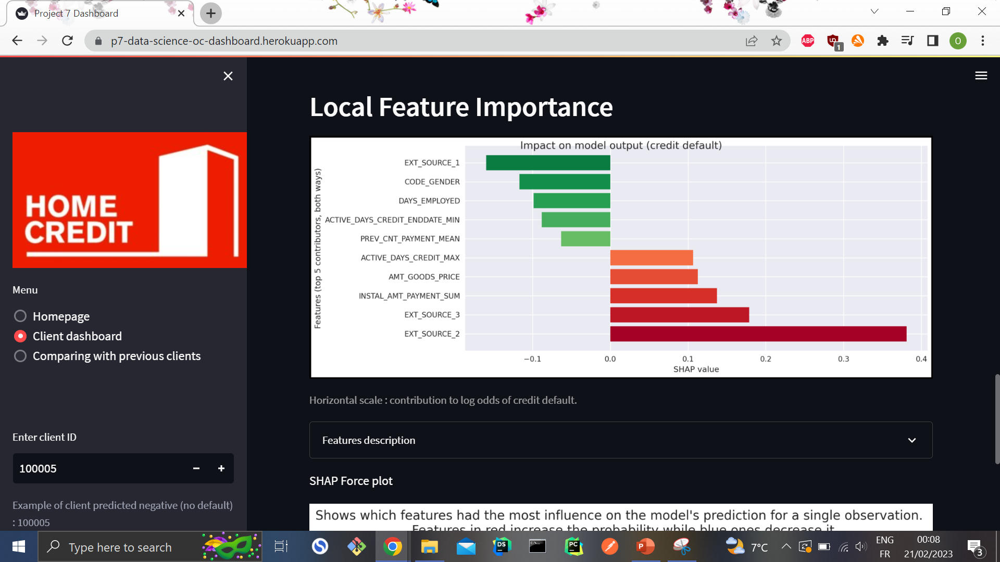 Project 7 Dashboard
p7-data-science-oc-dashboard.herokuapp.com
ABP
1
O
HOME
CREDIT
Menu
Homepage
Client dashboard
Comparing with previous clients
Enter client ID
100005
Example of client predicted negative (no default)
: 100005
Local Feature Importance
Impact on model output (credit default)
Features (top 5 contributors, both ways)
EXT_SOURCE_1
CODE_GENDER
DAYS_EMPLOYED
ACTIVE_DAYS_CREDIT_ENDDATE_MIN
PREV_CNT_PAYMENT_MEAN
ACTIVE_DAYS_CREDIT_MAX
AMT_GOODS_PRICE
INSTAL_AMT_PAYMENT_SUM
EXT_SOURCE_3
EXT_SOURCE_2
−0.1 0.0 0.1 0.2 0.3 0.4
SHAP value
Horizontal scale : contribution to log odds of credit default.
Features description
SHAP Force plot
Shows which features had the most influence on the model's prediction for a single observation.
Features in red increase the probability while blue ones decrease it
Type here to search
DS
PC
P
7°C
ENG
FR
00:08
21/02/2023
3